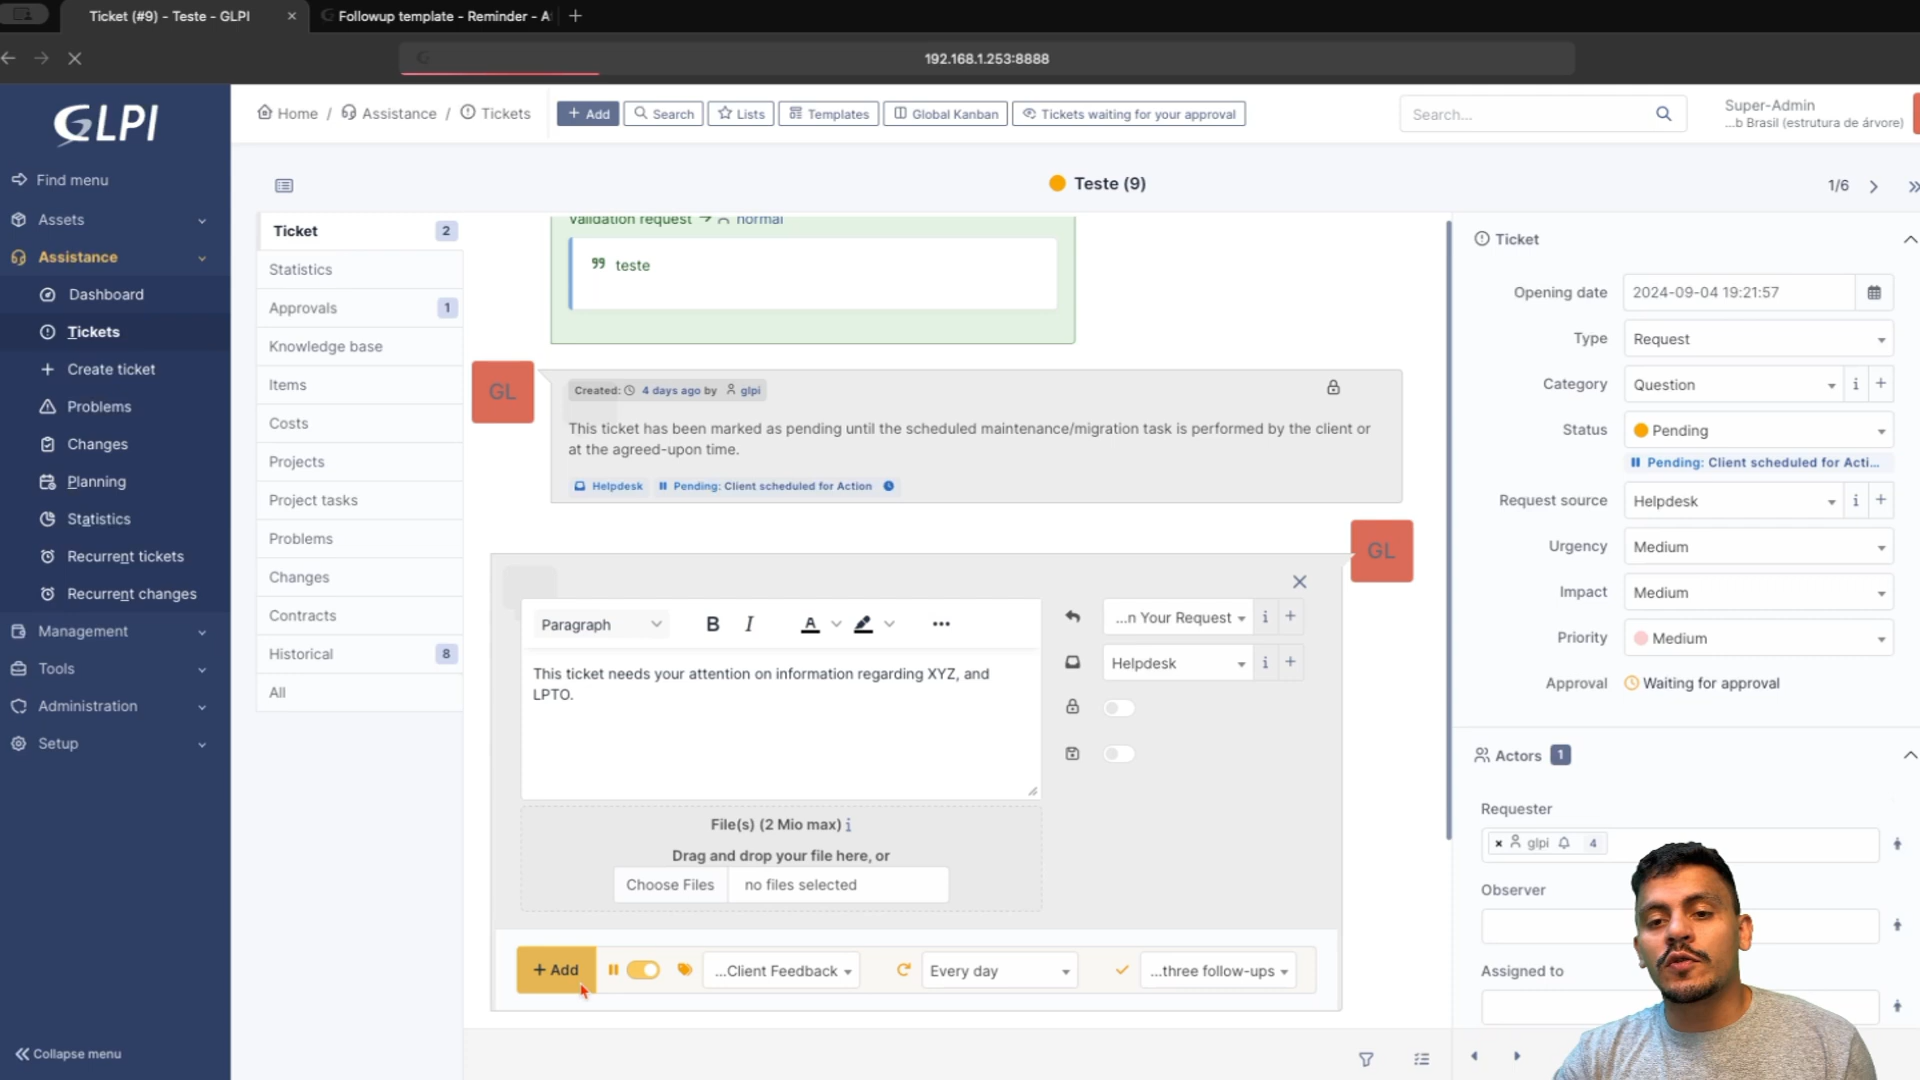 Ticket (#9) - Teste - GLPI
Followup template - Reminder - A
192.168.1.253:8888
GLPI
Home / Assistance / Tickets
+ Add
Search
Lists
Templates
Global Kanban
Tickets waiting for your approval
Search...
Super-Admin
...b Brasil (estrutura de árvore)
Find menu
Assets
Assistance
Dashboard
Tickets
Create ticket
Problems
Changes
Planning
Statistics
Recurrent tickets
Recurrent changes
Management
Tools
Administration
Setup
Collapse menu
Teste (9)
1/6
Ticket 2
Statistics
Approvals 1
Knowledge base
Items
Costs
Projects
Project tasks
Problems
Changes
Contracts
Historical 8
All
Validation request → normal
teste
GL
Created: 4 days ago by glpi
This ticket has been marked as pending until the scheduled maintenance/migration task is performed by the client or
at the agreed-upon time.
Helpdesk Pending: Client scheduled for Action
GL
Paragraph B I A ...
This ticket needs your attention on information regarding XYZ, and
LPTO.
...n Your Request i +
Helpdesk i +
File(s) (2 Mio max) i
Drag and drop your file here, or
Choose Files no files selected
+ Add
...Client Feedback
Every day
...three follow-ups
Ticket
Opening date 2024-09-04 19:21:57
Type Request
Category Question i +
Status Pending
Pending: Client scheduled for Acti...
Request source Helpdesk i +
Urgency Medium
Impact Medium
Priority Medium
Approval Waiting for approval
Actors 1
Requester
× glpi 4
Observer
Assigned to